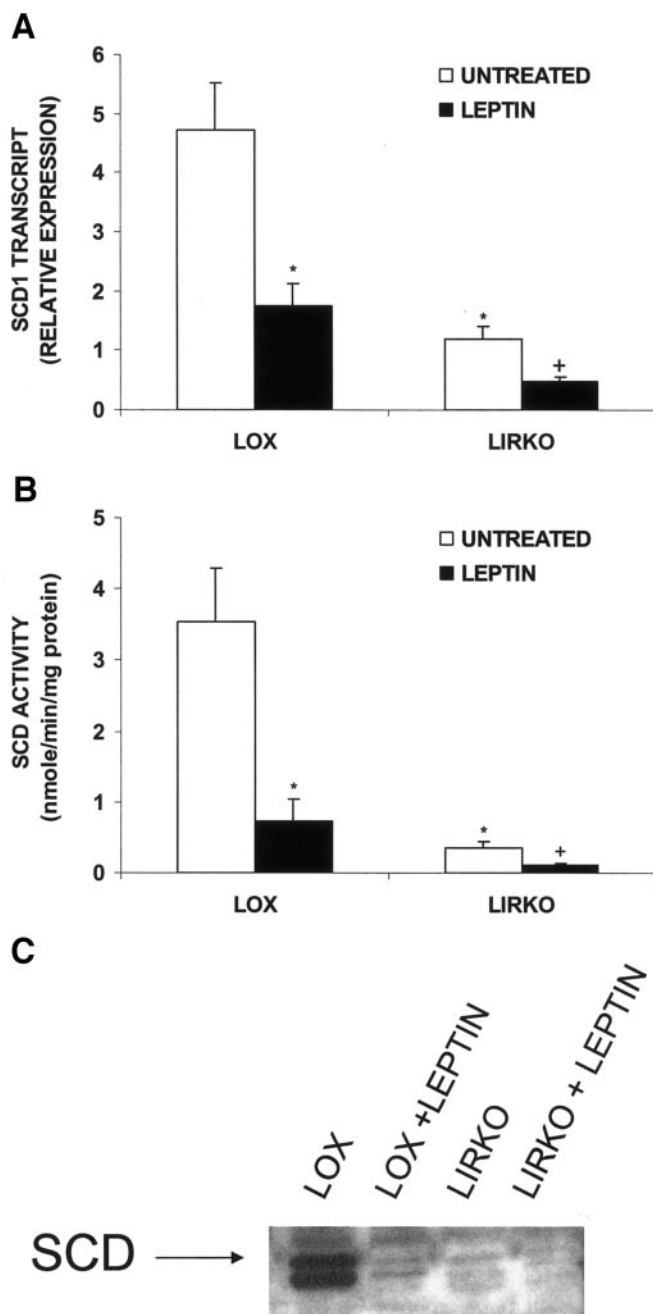 A
SCD1 TRANSCRIPT
(RELATIVE EXPRESSION)
6
5
4
3
2
1
0
UNTREATED
LEPTIN
*
*
+
LOX
LIRKO
B
SCD ACTIVITY
(nmole/min/mg protein)
5
4
3
2
1
0
UNTREATED
LEPTIN
*
*
+
LOX
LIRKO
C
LOX
LOX +LEPTIN
LIRKO
LIRKO + LEPTIN
SCD